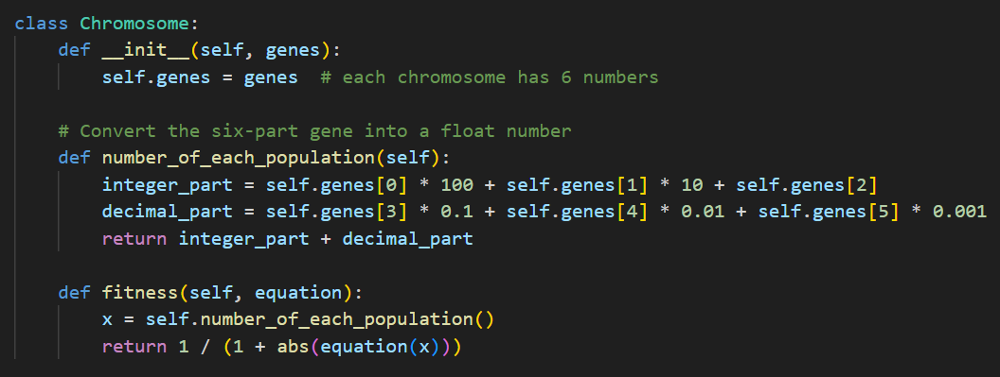 class Chromosome:
    def __init__(self, genes):
        self.genes = genes  # each chromosome has 6 numbers

    # Convert the six-part gene into a float number
    def number_of_each_population(self):
        integer_part = self.genes[0] * 100 + self.genes[1] * 10 + self.genes[2]
        decimal_part = self.genes[3] * 0.1 + self.genes[4] * 0.01 + self.genes[5] * 0.001
        return integer_part + decimal_part

    def fitness(self, equation):
        x = self.number_of_each_population()
        return 1 / (1 + abs(equation(x)))